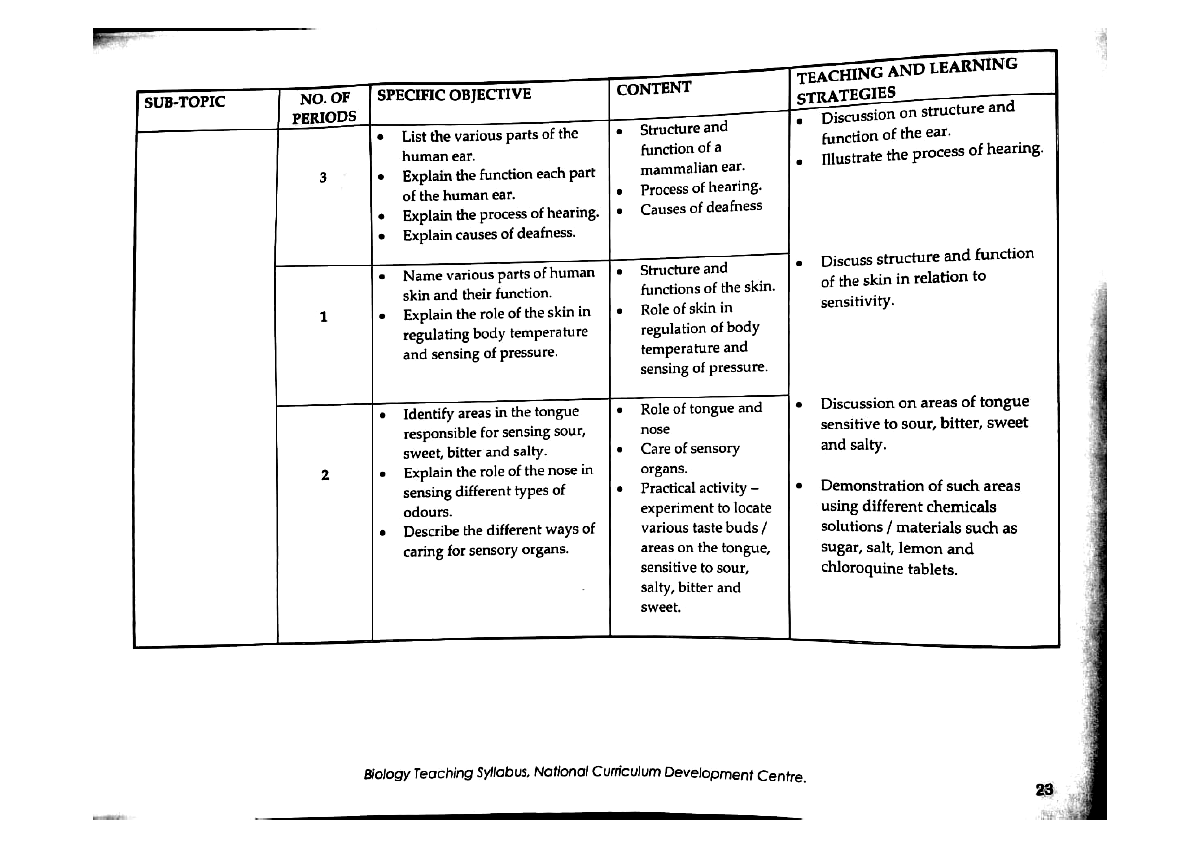 SUB-TOPIC
NO. OF
PERIODS
SPECIFIC OBJECTIVE
CONTENT
TEACHING AND LEARNING
STRATEGIES
3
• List the various parts of the
human ear.
• Explain the function each part
of the human ear.
• Explain the process of hearing.
• Explain causes of deafness.
• Structure and
function of a
mammalian ear.
• Process of hearing.
• Causes of deafness
• Discussion on structure and
function of the ear.
• Illustrate the process of hearing.
1
• Name various parts of human
skin and their function.
• Explain the role of the skin in
regulating body temperature
and sensing of pressure.
• Structure and
functions of the skin.
• Role of skin in
regulation of body
temperature and
sensing of pressure.
• Discuss structure and function
of the skin in relation to
sensitivity.
2
• Identify areas in the tongue
responsible for sensing sour,
sweet, bitter and salty.
• Explain the role of the nose in
sensing different types of
odours.
• Describe the different ways of
caring for sensory organs.
• Role of tongue and
nose
• Care of sensory
organs.
• Practical activity –
experiment to locate
various taste buds /
areas on the tongue,
sensitive to sour,
salty, bitter and
sweet.
• Discussion on areas of tongue
sensitive to sour, bitter, sweet
and salty.
• Demonstration of such areas
using different chemicals
solutions / materials such as
sugar, salt, lemon and
chloroquine tablets.
Biology Teaching Syllabus, National Curriculum Development Centre.
23